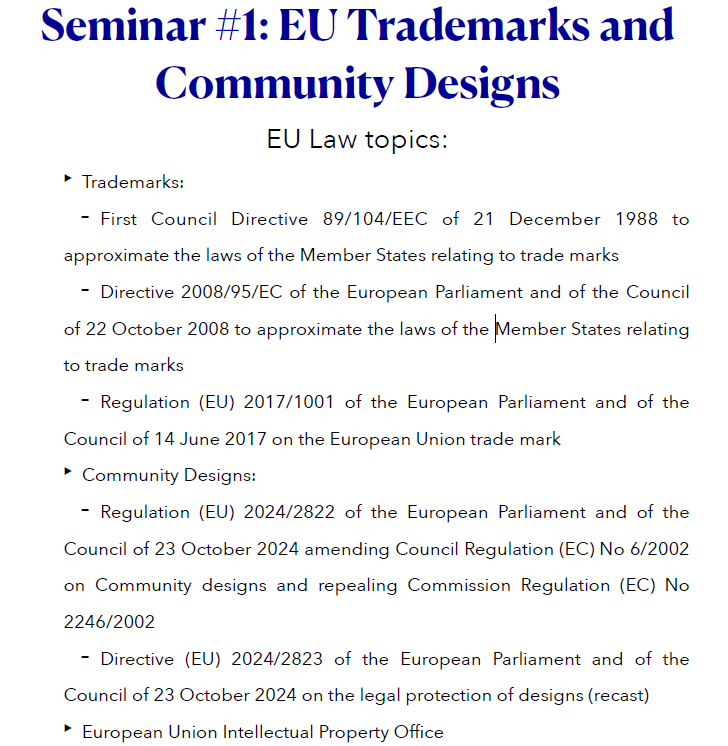 Seminar #1: EU Trademarks and
Community Designs
EU Law topics:
‣ Trademarks:
- First Council Directive 89/104/EEC of 21 December 1988 to
approximate the laws of the Member States relating to trade marks
- Directive 2008/95/EC of the European Parliament and of the Council
of 22 October 2008 to approximate the laws of the Member States relating
to trade marks
- Regulation (EU) 2017/1001 of the European Parliament and of the
Council of 14 June 2017 on the European Union trade mark
‣ Community Designs:
- Regulation (EU) 2024/2822 of the European Parliament and of the
Council of 23 October 2024 amending Council Regulation (EC) No 6/2002
on Community designs and repealing Commission Regulation (EC) No
2246/2002
- Directive (EU) 2024/2823 of the European Parliament and of the
Council of 23 October 2024 on the legal protection of designs (recast)
‣ European Union Intellectual Property Office